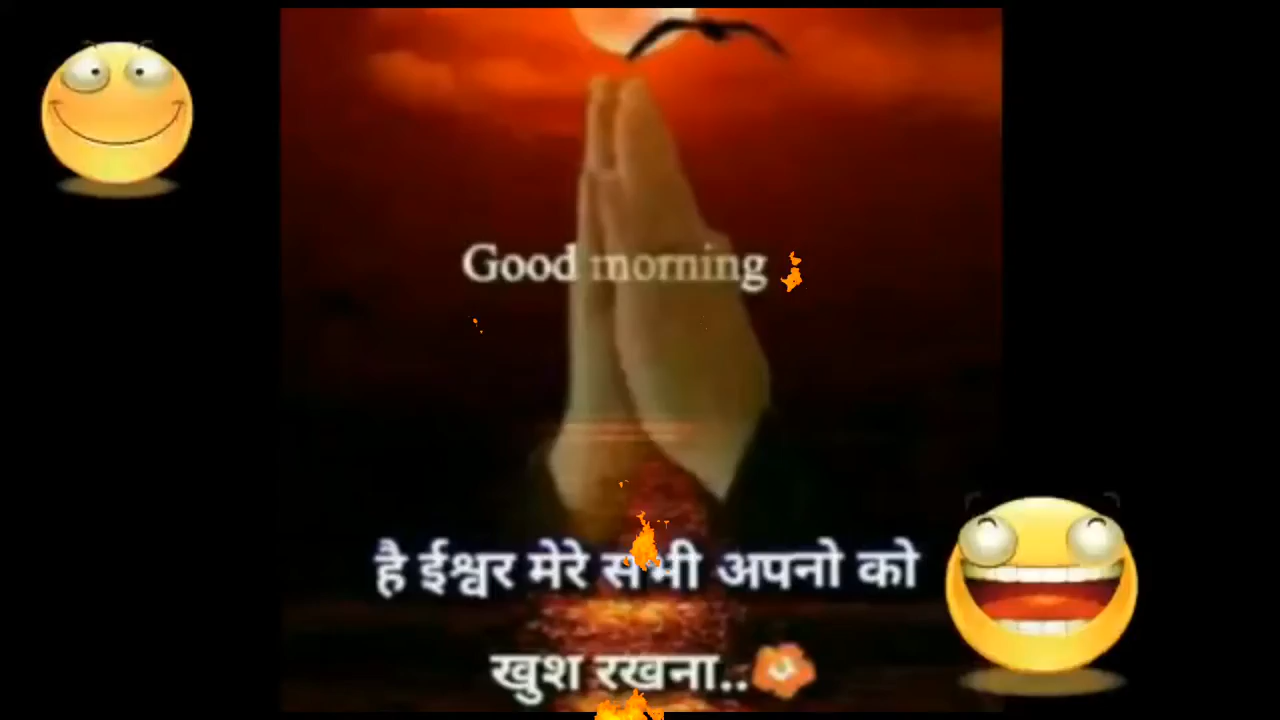 Good morning
है ईश्वर मेरे सभी अपनो को
खुश रखना..